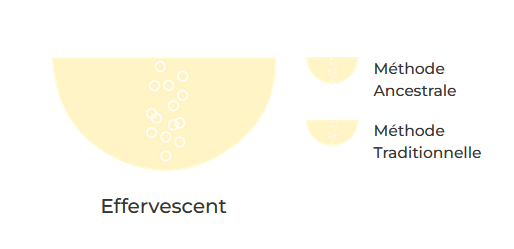 Méthode
Ancestrale
Méthode
Traditionnelle
Effervescent